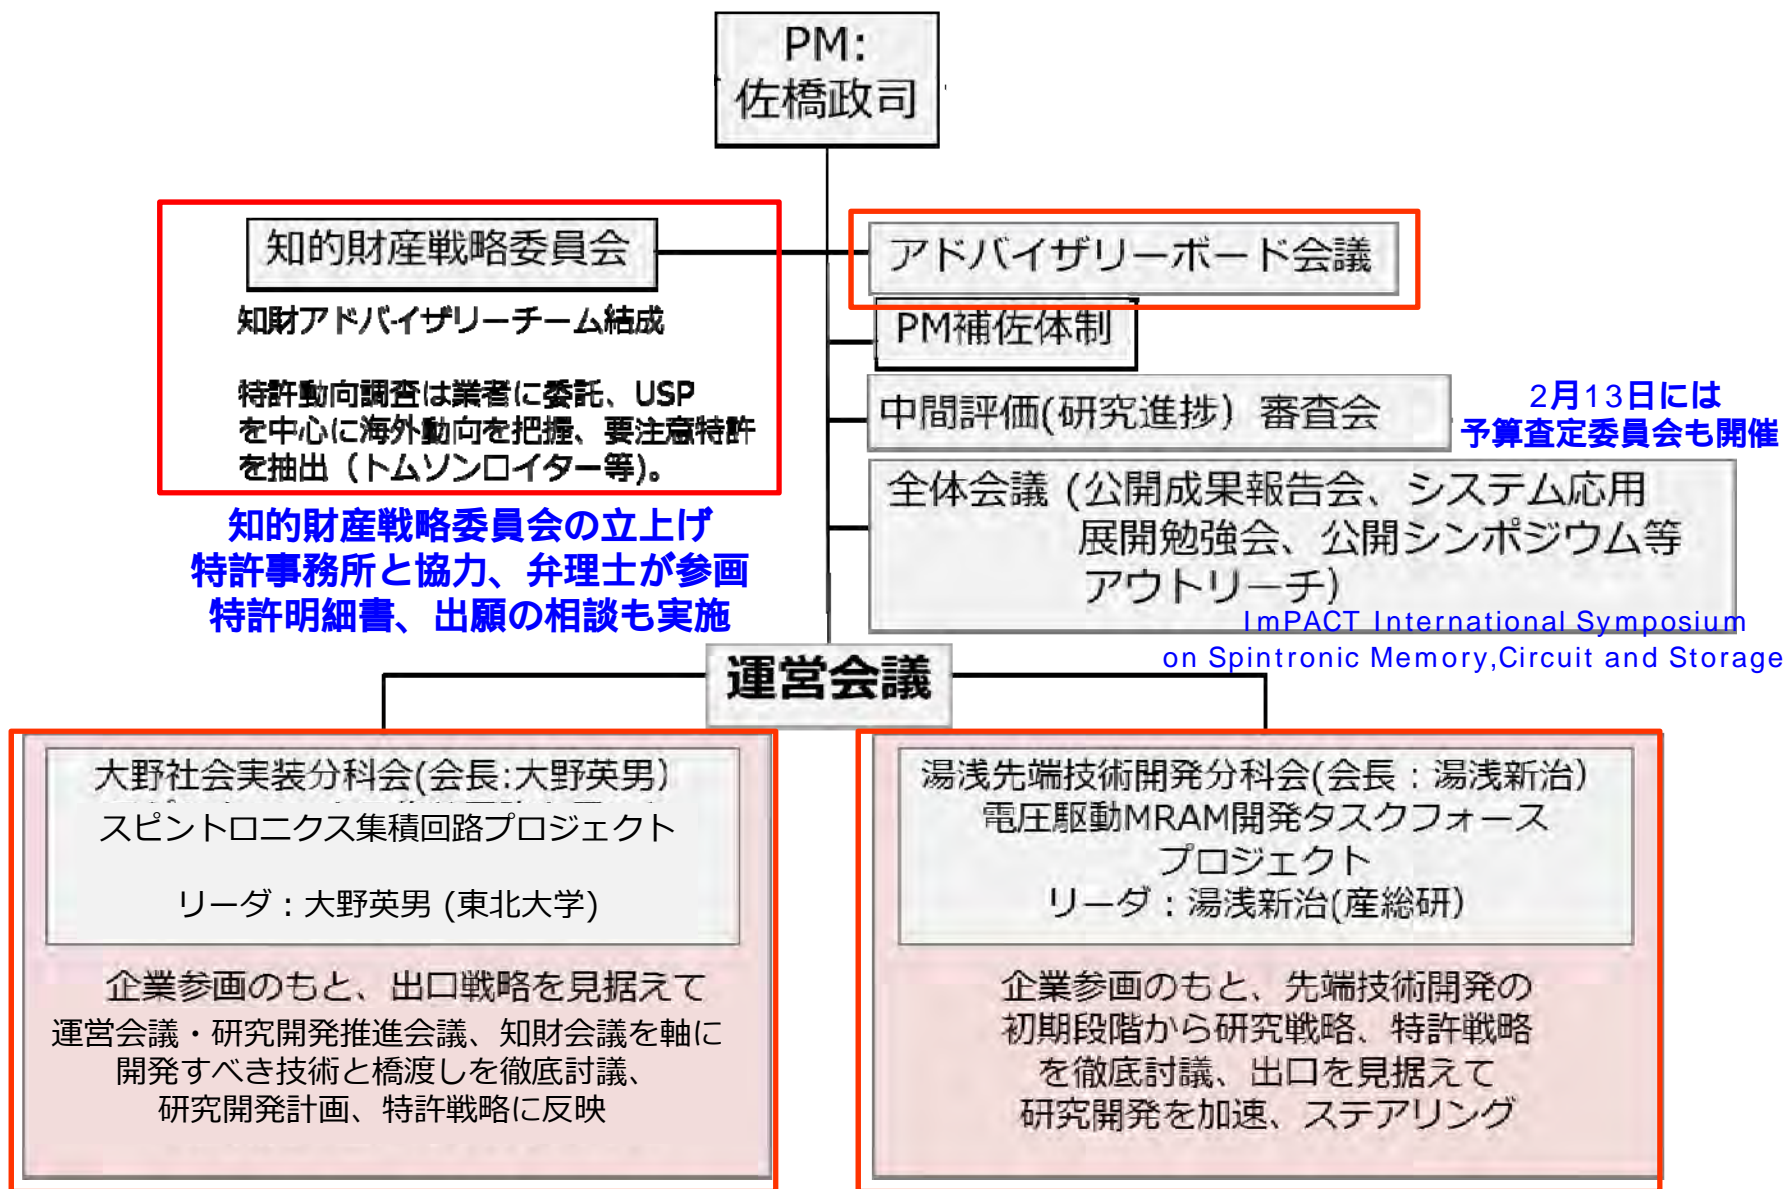 PM:
佐橋政司
知的財産戦略委員会
知財アドバイザリーチーム結成
特許動向調査は業者に委託、USP
を中心に海外動向を把握、要注意特許
を抽出（トムソンロイター等)。
知的財産戦略委員会の立上げ
特許事務所と協力、弁理士が参画
特許明細書、出願の相談も実施
アドバイザリーボード会議
PM補佐体制
中間評価(研究進捗）審査会
2月13日には
予算査定委員会も開催
全体会議 (公開成果報告会、システム応用
展開勉強会、公開シンポジウム等
アウトリーチ)
ImPACT International Symposium
on Spintronic Memory,Circuit and Storage
運営会議
大野社会実装分科会(会長:大野英男）
スピントロニクス集積回路プロジェクト
リーダ：大野英男 (東北大学)
企業参画のもと、出口戦略を見据えて
運営会議・研究開発推進会議、知財会議を軸に
開発すべき技術と橋渡しを徹底討議、
研究開発計画、特許戦略に反映
湯浅先端技術開発分科会(会長：湯浅新治）
電圧駆動MRAM開発タスクフォース
プロジェクト
リーダ：湯浅新治(産総研）
企業参画のもと、先端技術開発の
初期段階から研究戦略、特許戦略
を徹底討議、出口を見据えて
研究開発を加速、ステアリング